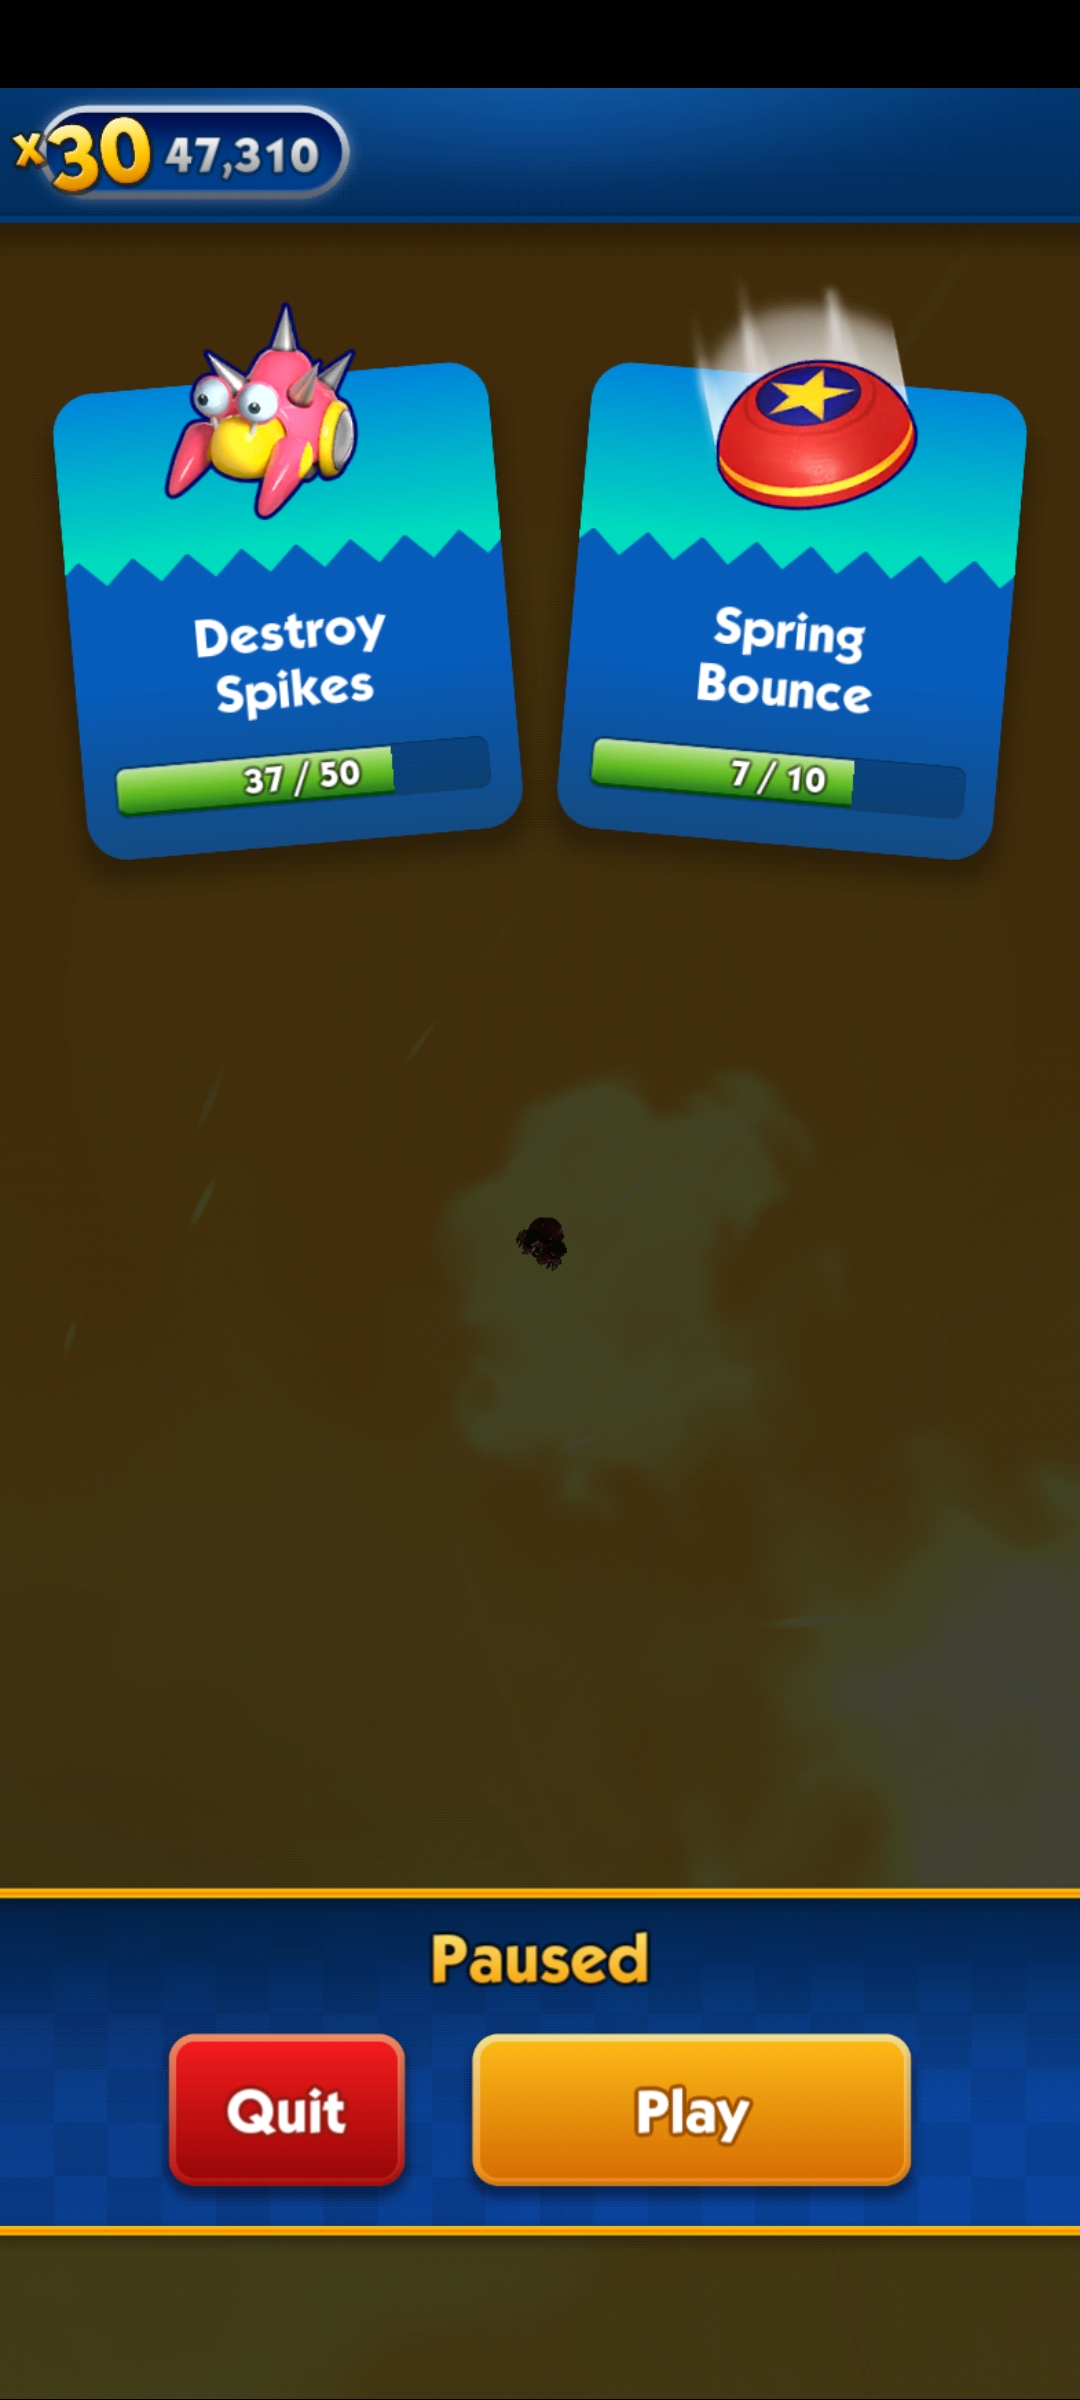 x30 47,310
Destroy
Spikes
37 / 50
Spring
Bounce
7 / 10
Paused
Quit
Play